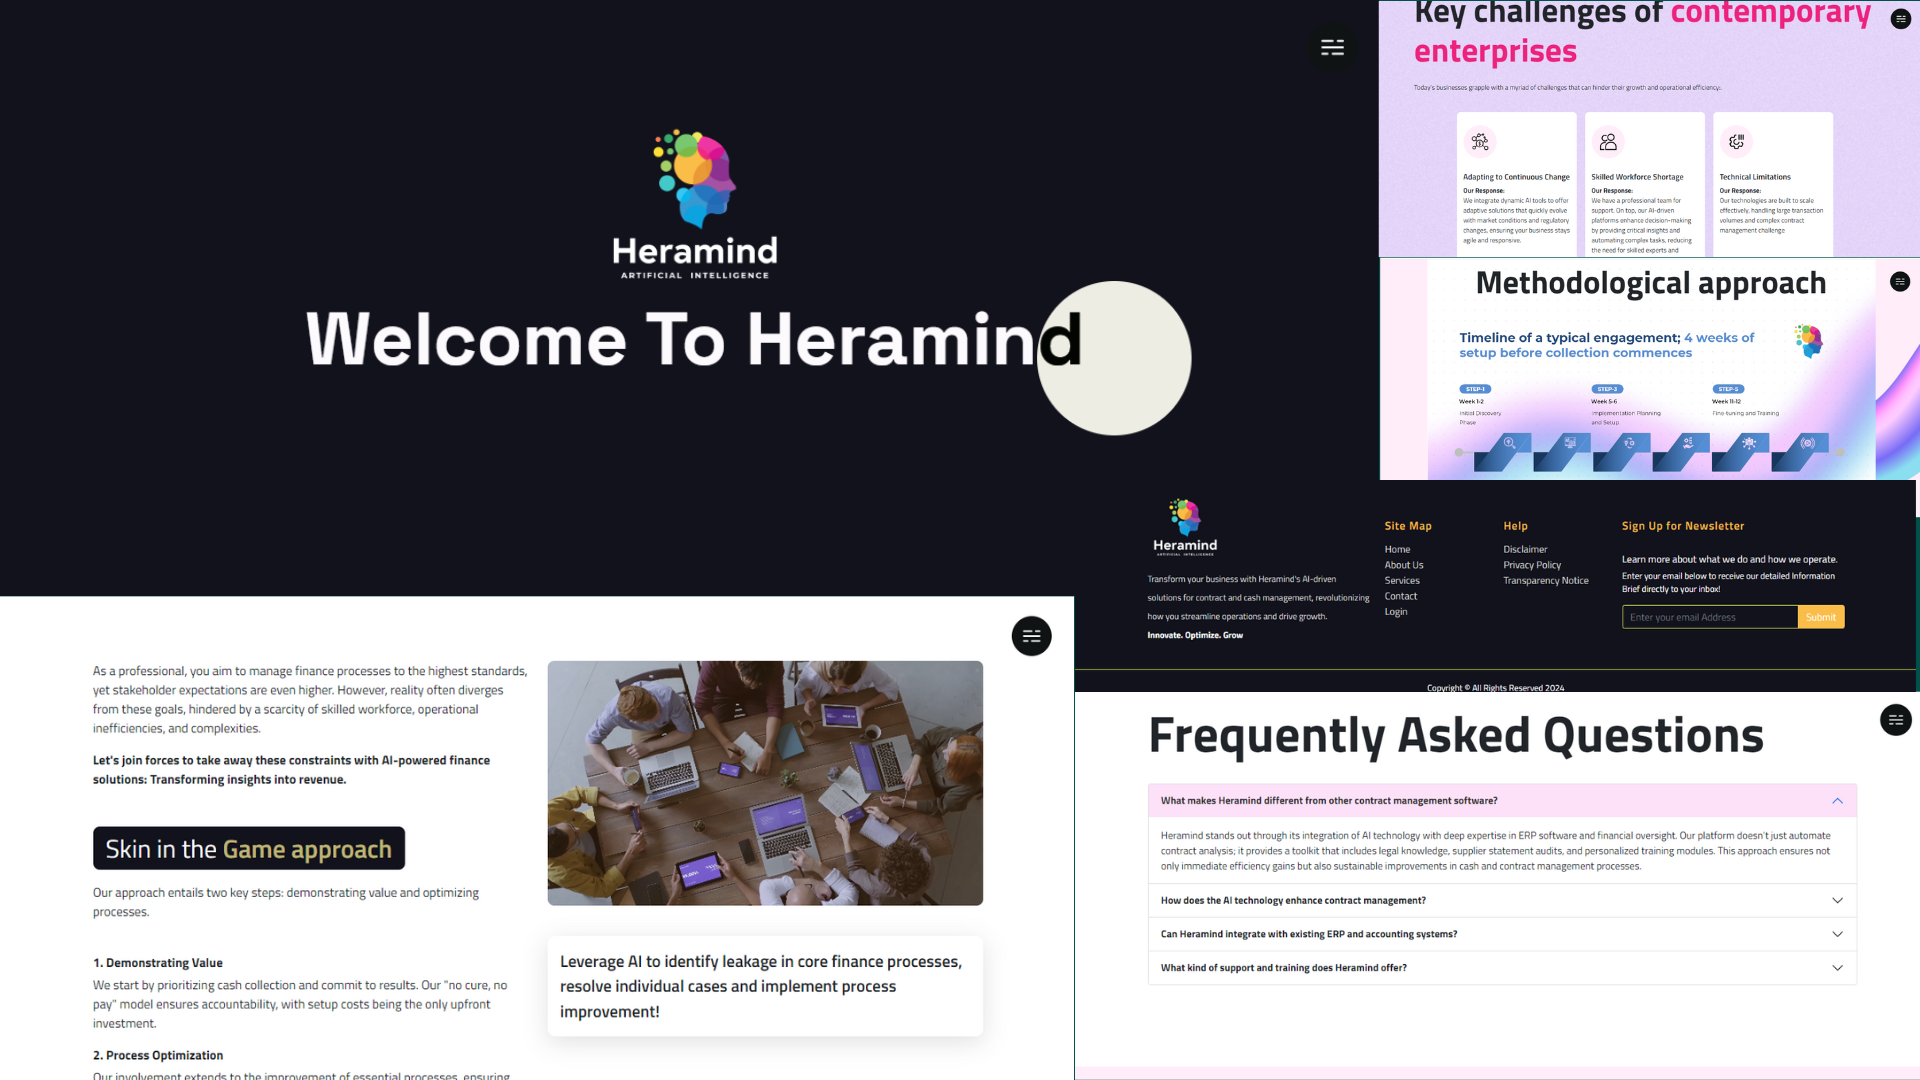 Heramind
ARTIFICIAL INTELLIGENCE
Welcome To Heramind
Key challenges of contemporary
enterprises
Today's businesses grapple with a myriad of challenges that can hinder their growth and operational efficiency:
Adapting to Continuous Change
Our Response:
We integrate dynamic AI tools to offer
adaptive solutions that quickly evolve
with market conditions and regulatory
changes, ensuring your business stays
agile and responsive.
Skilled Workforce Shortage
Our Response:
We have a professional team for
support. On top, our AI-driven
platforms enhance decision-making
by providing critical insights and
automating complex tasks, reducing
the need for skilled experts and
Technical Limitations
Our Response:
Our technologies are built to scale
effectively, handling large transaction
volumes and complex contract
management challenge
Methodological approach
Timeline of a typical engagement; 4 weeks of
setup before collection commences
STEP-1
Week 1-2
Initial Discovery
Phase
STEP-3
Week 5-6
Implementation Planning
and Setup
STEP-5
Week 11-12
Fine-tuning and Training
Heramind
ARTIFICIAL INTELLIGENCE
Transform your business with Heramind's AI-driven
solutions for contract and cash management, revolutionizing
how you streamline operations and drive growth.
Innovate. Optimize. Grow
Site Map
Home
About Us
Services
Contact
Login
Help
Disclaimer
Privacy Policy
Transparency Notice
Sign Up for Newsletter
Learn more about what we do and how we operate.
Enter your email below to receive our detailed Information
Brief directly to your inbox!
Enter your email Address
Submit
Copyright © All Rights Reserved 2024
As a professional, you aim to manage finance processes to the highest standards,
yet stakeholder expectations are even higher. However, reality often diverges
from these goals, hindered by a scarcity of skilled workforce, operational
inefficiencies, and complexities.
Let's join forces to take away these constraints with AI-powered finance
solutions: Transforming insights into revenue.
Skin in the Game approach
Our approach entails two key steps: demonstrating value and optimizing
processes.
1. Demonstrating Value
We start by prioritizing cash collection and commit to results. Our "no cure, no
pay" model ensures accountability, with setup costs being the only upfront
investment.
2. Process Optimization
Our involvement extends to the improvement of essential processes, ensuring
Leverage AI to identify leakage in core finance processes,
resolve individual cases and implement process
improvement!
Frequently Asked Questions
What makes Heramind different from other contract management software?
Heramind stands out through its integration of AI technology with deep expertise in ERP software and financial oversight. Our platform doesn't just automate
contract analysis; it provides a toolkit that includes legal knowledge, supplier statement audits, and personalized training modules. This approach ensures not
only immediate efficiency gains but also sustainable improvements in cash and contract management processes.
How does the AI technology enhance contract management?
Can Heramind integrate with existing ERP and accounting systems?
What kind of support and training does Heramind offer?